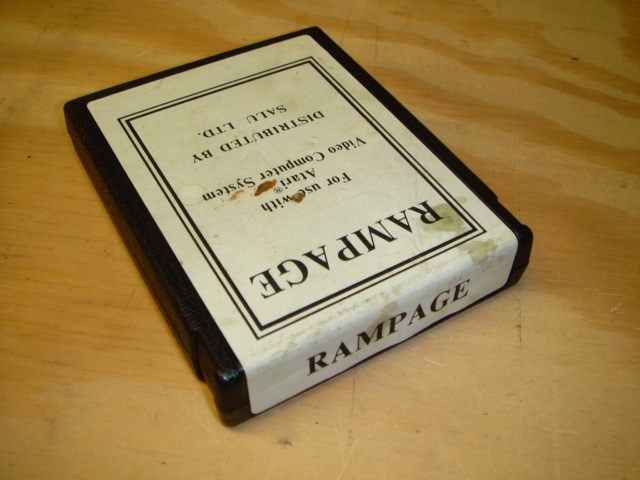 RAMPAGE
For use with
Atari®
Video Computer System
DISTRIBUTED BY
SALU LTD.
RAMPAGE